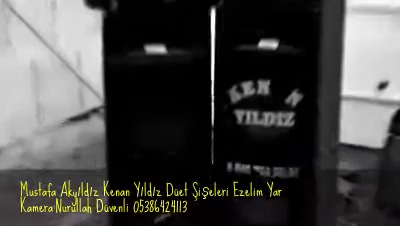 KEN N
YILDIZ
Mustafa Akyıldız Kenan Yıldız Düet Şişeleri Ezelim Yar
Kamera Nurullah Düvenli 05386424113